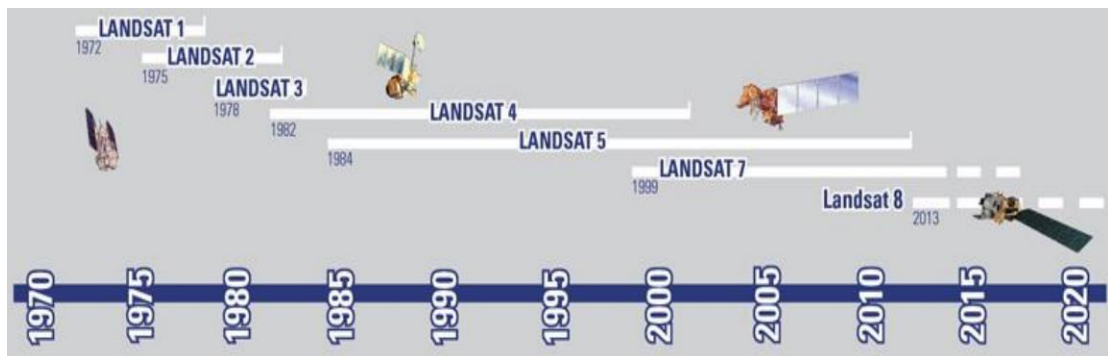 LANDSAT 1
1972
LANDSAT 2
1975
LANDSAT 3
1978
LANDSAT 4
1982
LANDSAT 5
1984
LANDSAT 7
1999
Landsat 8
2013
1970 1975 1980 1985 1990 1995 2000 2005 2010 2015 2020